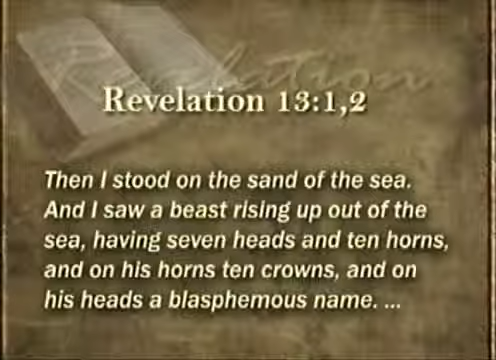 Revelation
Revelation 13:1,2
Then I stood on the sand of the sea.
And I saw a beast rising up out of the
sea, having seven heads and ten horns,
and on his horns ten crowns, and on
his heads a blasphemous name. ...